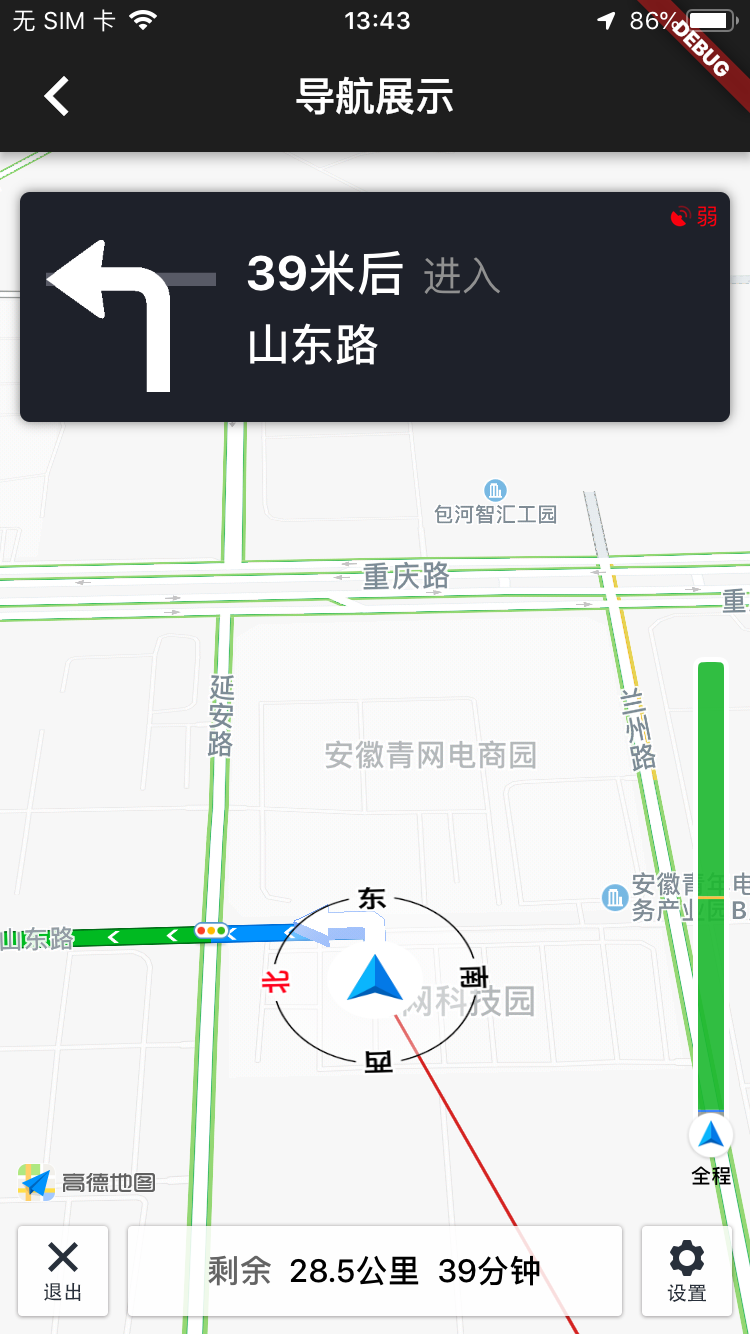 无 SIM 卡
13:43
86%
DEBUG
导航展示
弱
39米后 进入
山东路
包河智汇工园
重庆路
重
延安路
兰州路
安徽青网电商园
安徽青年电
务产业园B
山东路
东
北
南
西
网科技园
全程
高德地图
退出
剩余 28.5公里 39分钟
设置